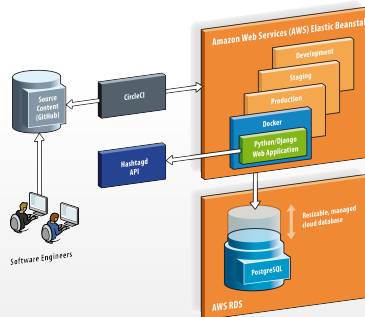 Amazon Web Services (AWS) Elastic Beanstal
Development
Staging
Production
Docker
Python/Django
Web Application
CircleCI
Source
Content
(GitHub)
Hashtagd
API
Software Engineers
Resizable, managed
cloud database
PostgreSQL
AWS RDS